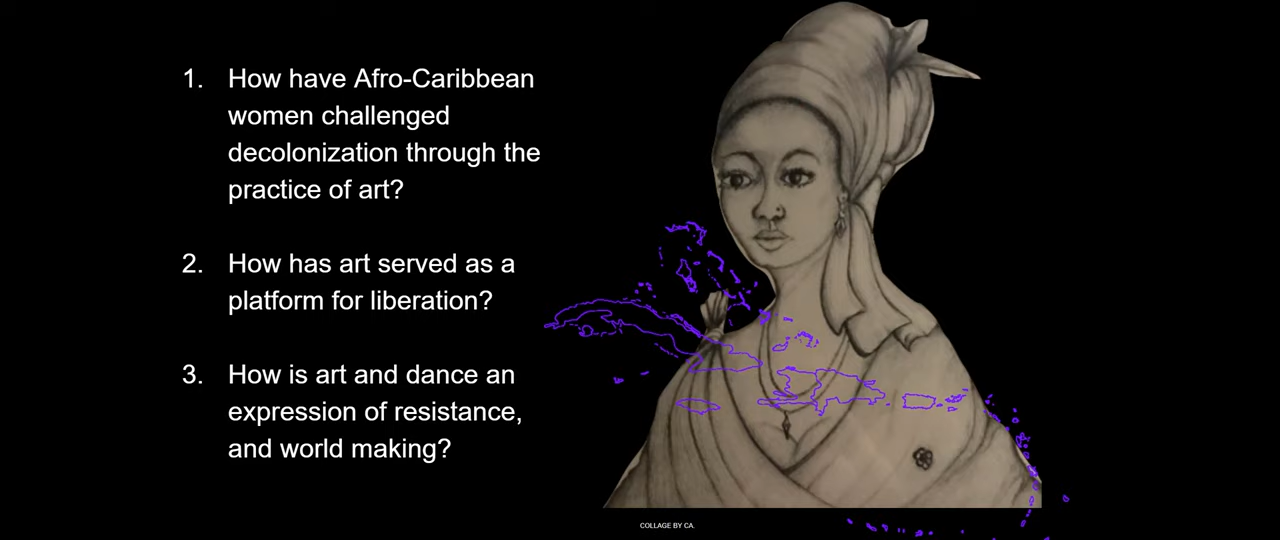 1. How have Afro-Caribbean
women challenged
decolonization through the
practice of art?
2. How has art served as a
platform for liberation?
3. How is art and dance an
expression of resistance,
and world making?
COLLAGE BY CA.